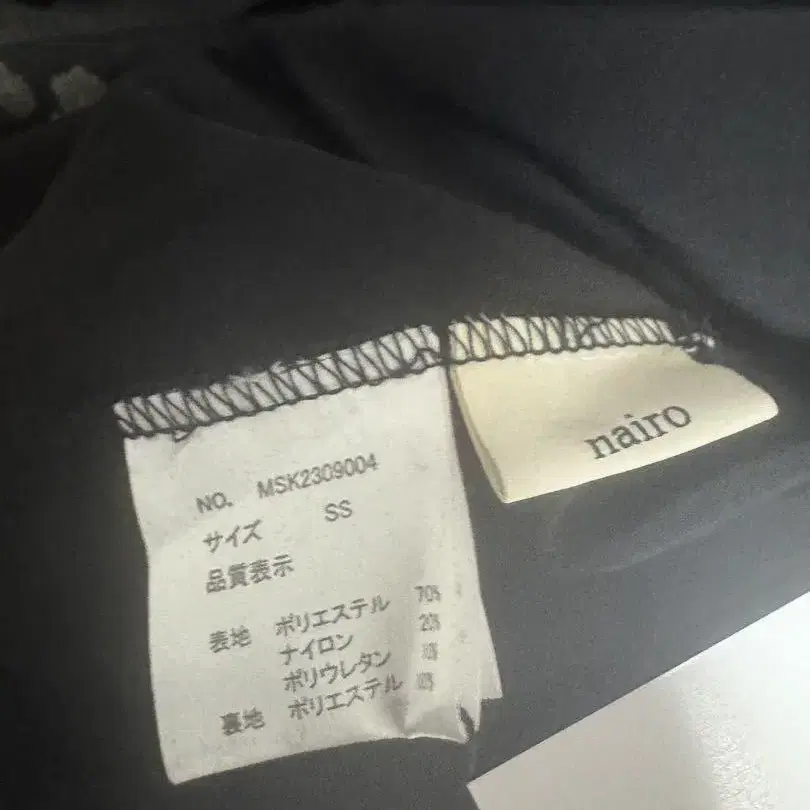 NO. MSK2309004
サイズ SS
品質表示
表地 ポリエステル 70%
ナイロン 20%
ポリウレタン
裏地 ポリエステル
nairo